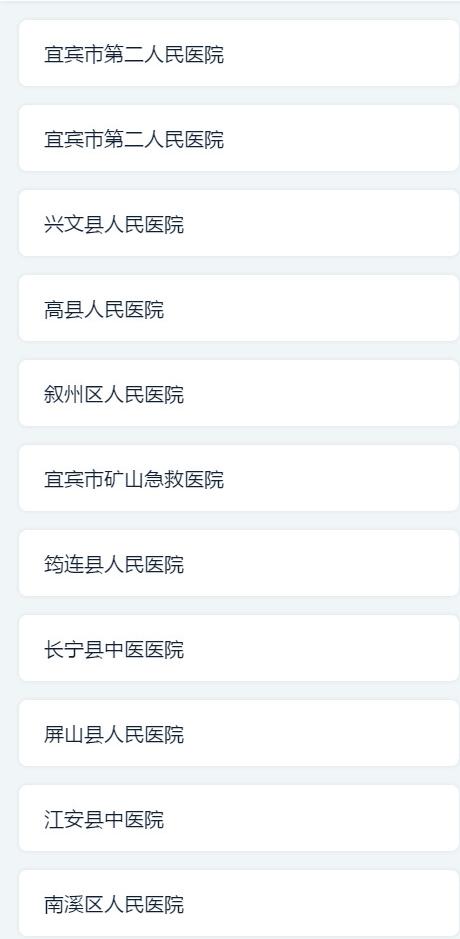 宜宾市第二人民医院
宜宾市第二人民医院
兴文县人民医院
高县人民医院
叙州区人民医院
宜宾市矿山急救医院
筠连县人民医院
长宁县中医医院
屏山县人民医院
江安县中医院
南溪区人民医院